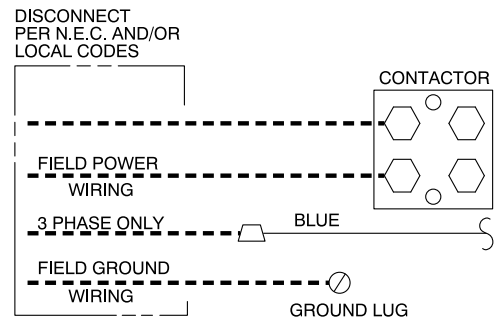 DISCONNECT
PER N.E.C. AND/OR
LOCAL CODES
CONTACTOR
FIELD POWER
WIRING
3 PHASE ONLY
BLUE
FIELD GROUND
WIRING
GROUND LUG